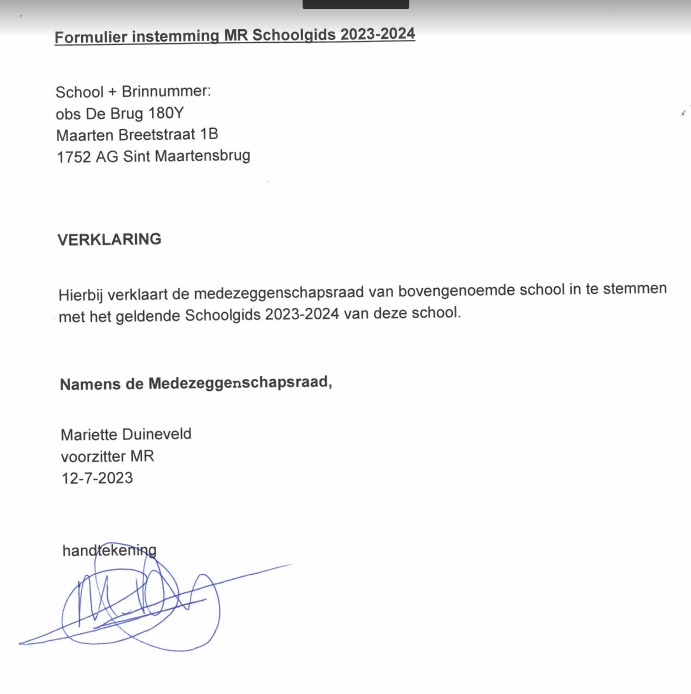 Formulier instemming MR Schoolgids 2023-2024
School + Brinnummer:
obs De Brug 180Y
Maarten Breetstraat 1B
1752 AG Sint Maartensbrug
VERKLARING
Hierbij verklaart de medezeggenschapsraad van bovengenoemde school in te stemmen
met het geldende Schoolgids 2023-2024 van deze school.
Namens de Medezeggenschapsraad,
Mariette Duineveld
voorzitter MR
12-7-2023
handtekening